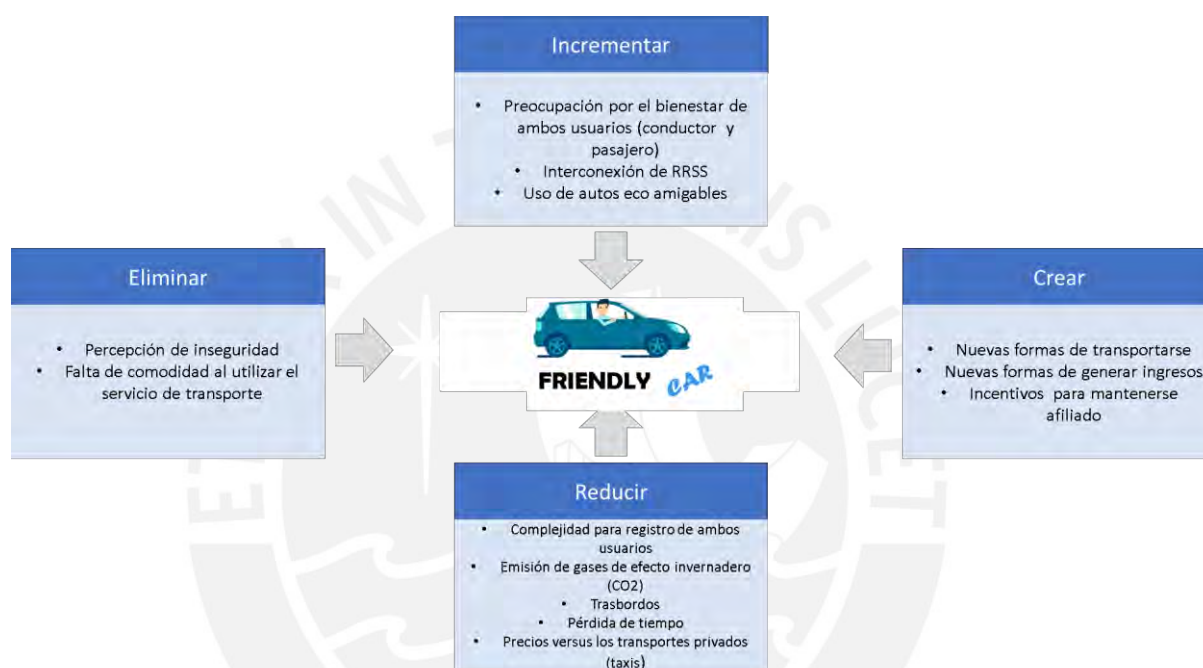 Incrementar
• Preocupación por el bienestar de
ambos usuarios (conductor y
pasajero)
• Interconexión de RRSS
• Uso de autos eco amigables
Eliminar
• Percepción de inseguridad
• Falta de comodidad al utilizar el
servicio de transporte
FRIENDLY CAR
Crear
• Nuevas formas de transportarse
• Nuevas formas de generar ingresos
• Incentivos para mantenerse
afiliado
Reducir
• Complejidad para registro de ambos
usuarios
• Emisión de gases de efecto invernadero
(CO2)
• Trasbordos
• Pérdida de tiempo
• Precios versus los transportes privados
(taxis)